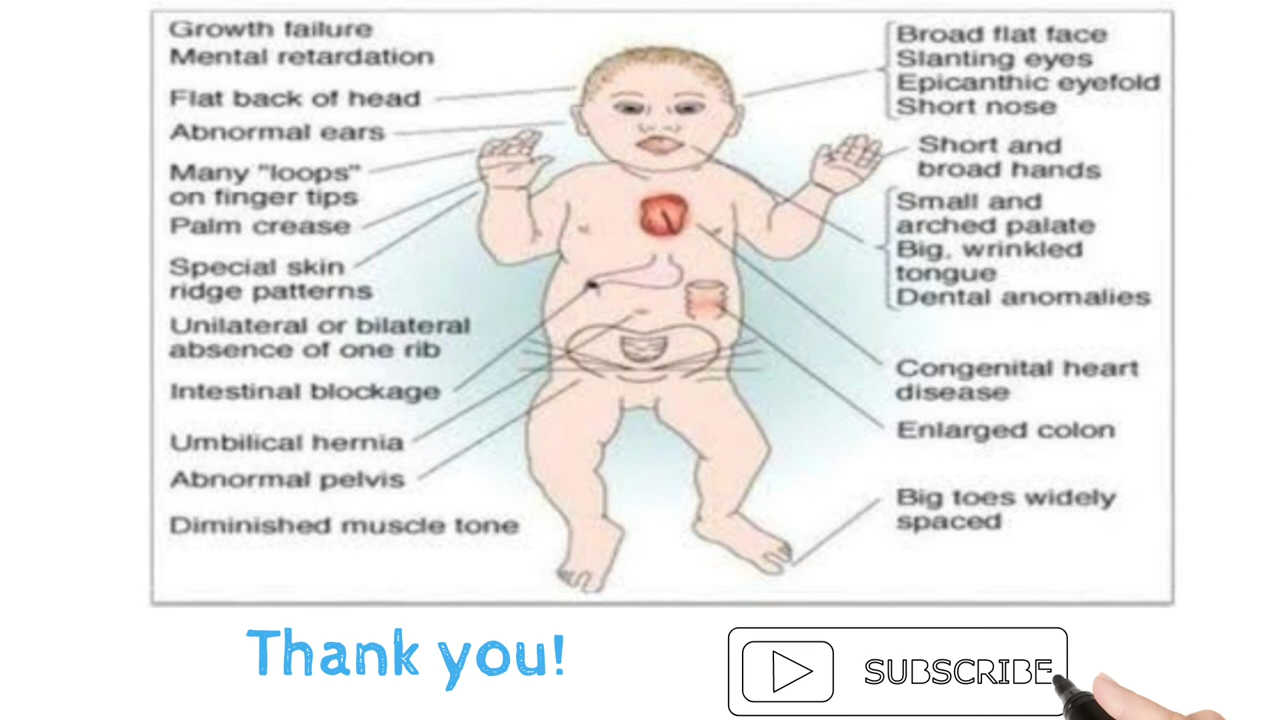 Growth failure
Mental retardation
Flat back of head
Abnormal ears
Many "loops"
on finger tips
Palm crease
Special skin
ridge patterns
Unilateral or bilateral
absence of one rib
Intestinal blockage
Umbilical hernia
Abnormal pelvis
Diminished muscle tone
Broad flat face
Slanting eyes
Epicanthic eyefold
Short nose
Short and
broad hands
Small and
arched palate
Big, wrinkled
tongue
Dental anomalies
Congenital heart
disease
Enlarged colon
Big toes widely
spaced
Thank you!
SUBSCRIBE